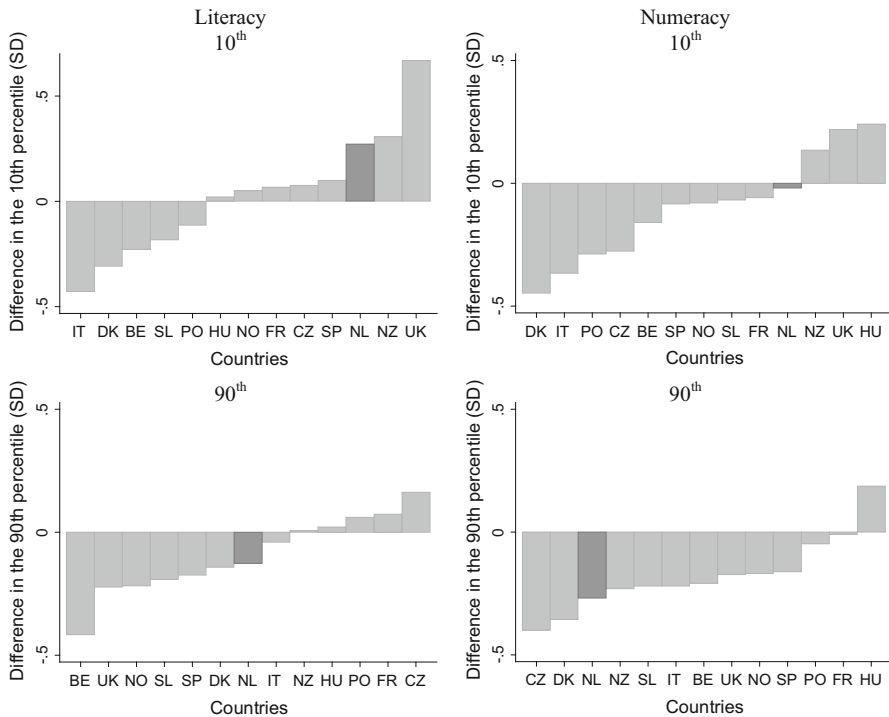 Literacy
10th
Difference in the 10th percentile (SD)
.5
0
-.5
IT DK BE SL PO HU NO FR CZ SP NL NZ UK
Countries
Numeracy
10th
Difference in the 10th percentile (SD)
.5
0
-.5
DK IT PO CZ BE SP NO SL FR NL NZ UK HU
Countries
90th
Difference in the 90th percentile (SD)
.5
0
-.5
BE UK NO SL SP DK NL IT NZ HU PO FR CZ
Countries
90th
Difference in the 90th percentile (SD)
.5
0
-.5
CZ DK NL NZ SL IT BE UK NO SP PO FR HU
Countries